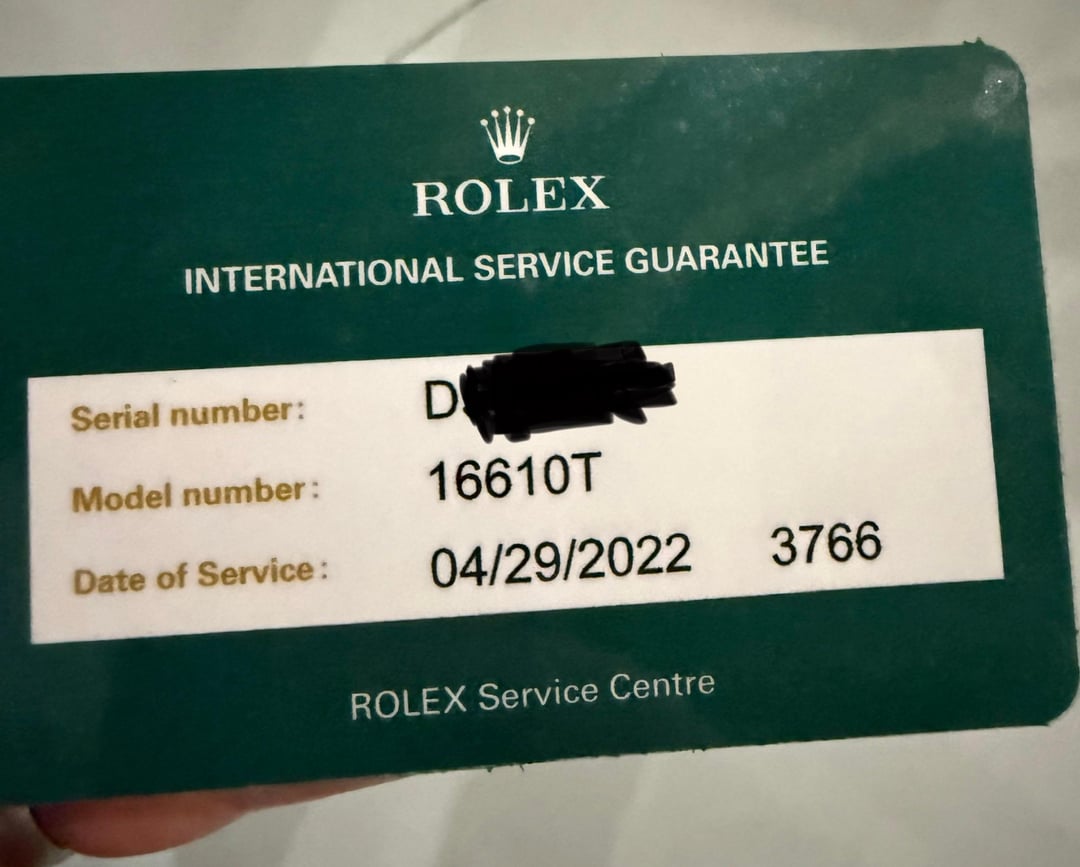 ROLEX
INTERNATIONAL SERVICE GUARANTEE
Serial number: D
Model number: 16610T
Date of Service: 04/29/2022 3766
ROLEX Service Centre